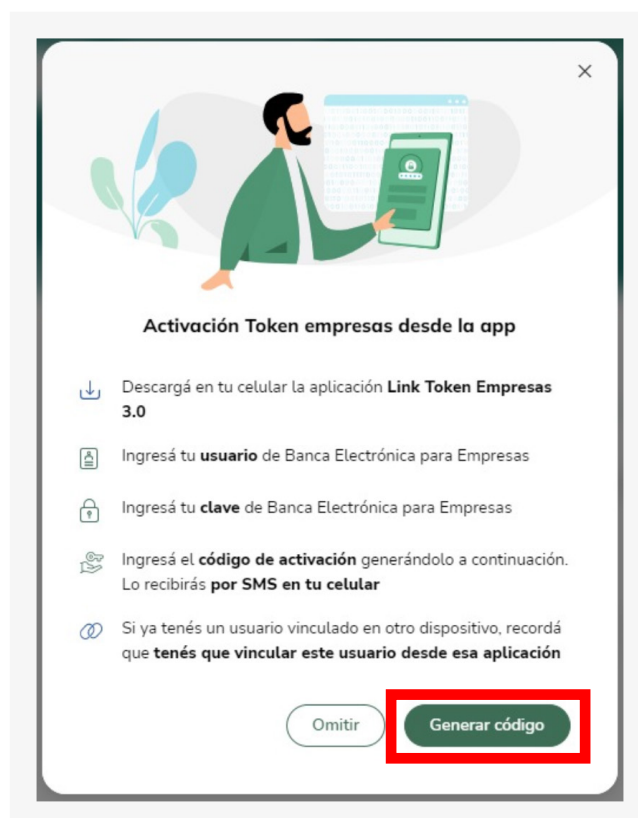 Activación Token empresas desde la app
Descargá en tu celular la aplicación Link Token Empresas
3.0
Ingresá tu usuario de Banca Electrónica para Empresas
Ingresá tu clave de Banca Electrónica para Empresas
Ingresá el código de activación generándolo a continuación.
Lo recibirás por SMS en tu celular
Si ya tenés un usuario vinculado en otro dispositivo, recordá
que tenés que vincular este usuario desde esa aplicación
Omitir
Generar código